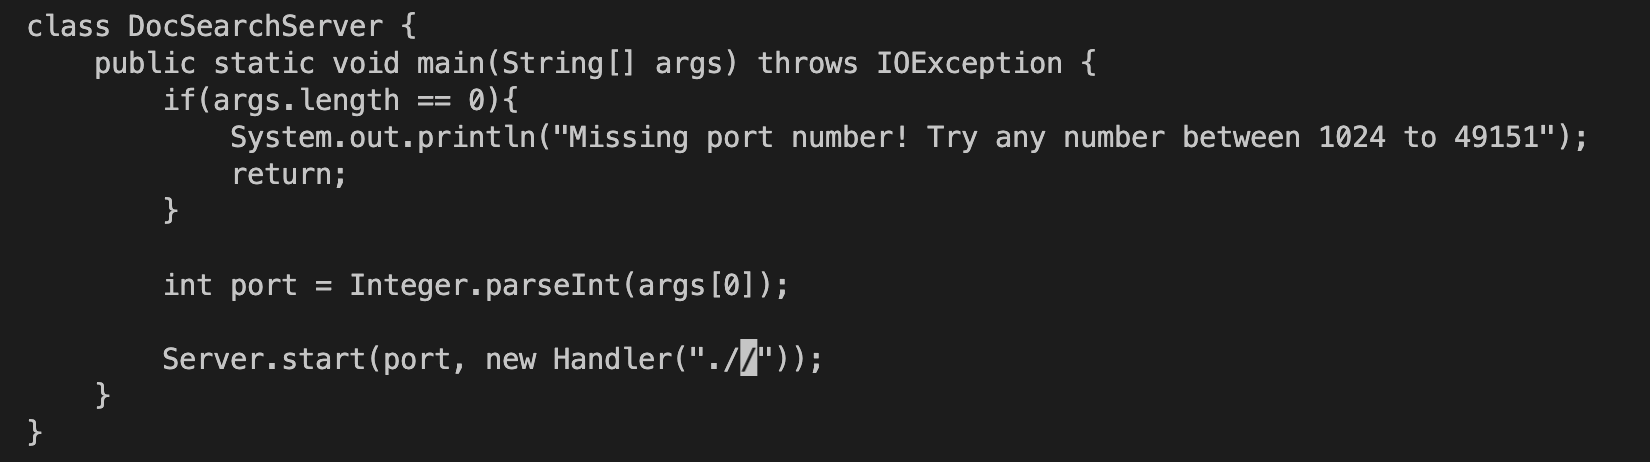 class DocSearchServer {
    public static void main(String[] args) throws IOException {
        if(args.length == 0){
            System.out.println("Missing port number! Try any number between 1024 to 49151");
            return;
        }

        int port = Integer.parseInt(args[0]);

        Server.start(port, new Handler(".//"));
    }
}